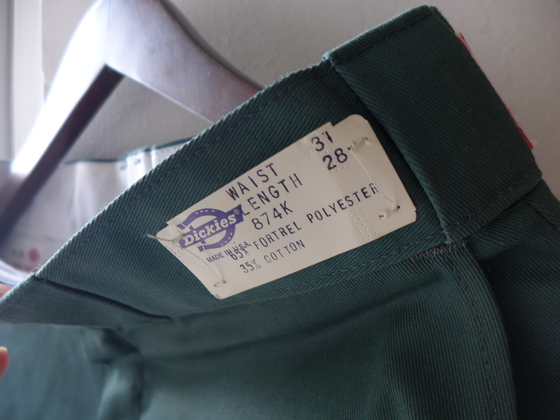 WAIST 31
LENGTH 28
874K
Dickies
MADE IN U.S.A.
65% FORTREL POLYESTER
35% COTTON